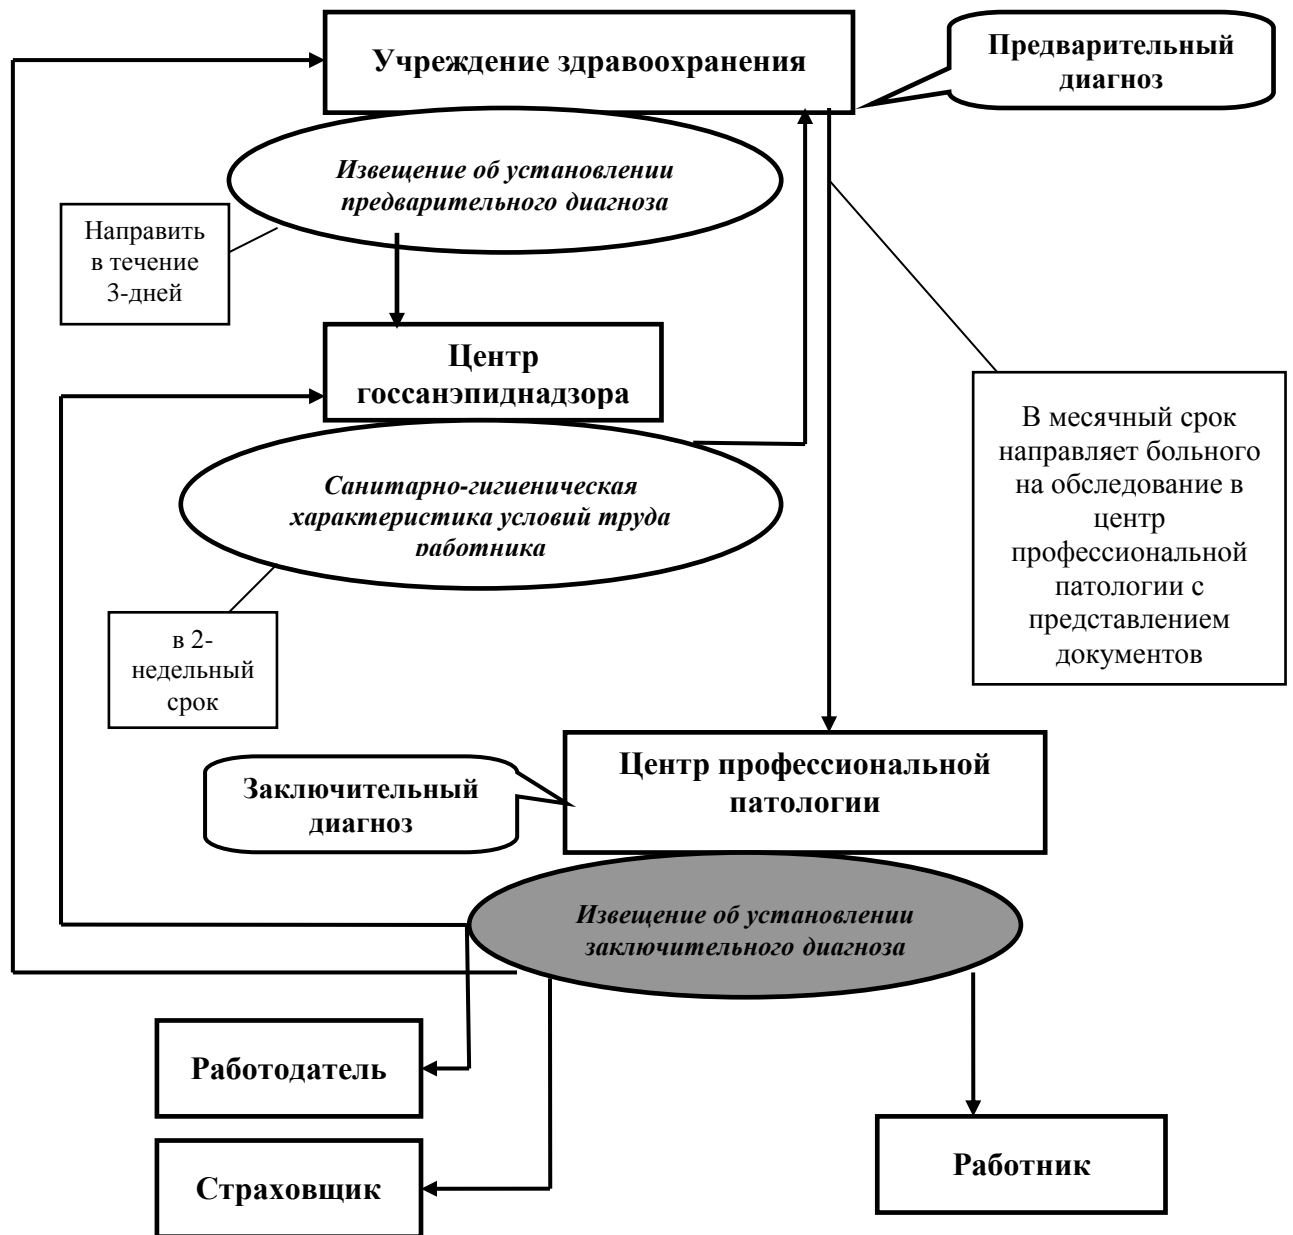 Учреждение здравоохранения
Предварительный
диагноз
Извещение об установлении
предварительного диагноза
Направить
в течение
3-дней
Центр
госсанэпиднадзора
Санитарно-гигиеническая
характеристика условий труда
работника
в 2-
недельный
срок
В месячный срок
направляет больного
на обследование в
центр
профессиональной
патологии с
представлением
документов
Центр профессиональной
патологии
Заключительный
диагноз
Извещение об установлении
заключительного диагноза
Работодатель
Страховщик
Работник